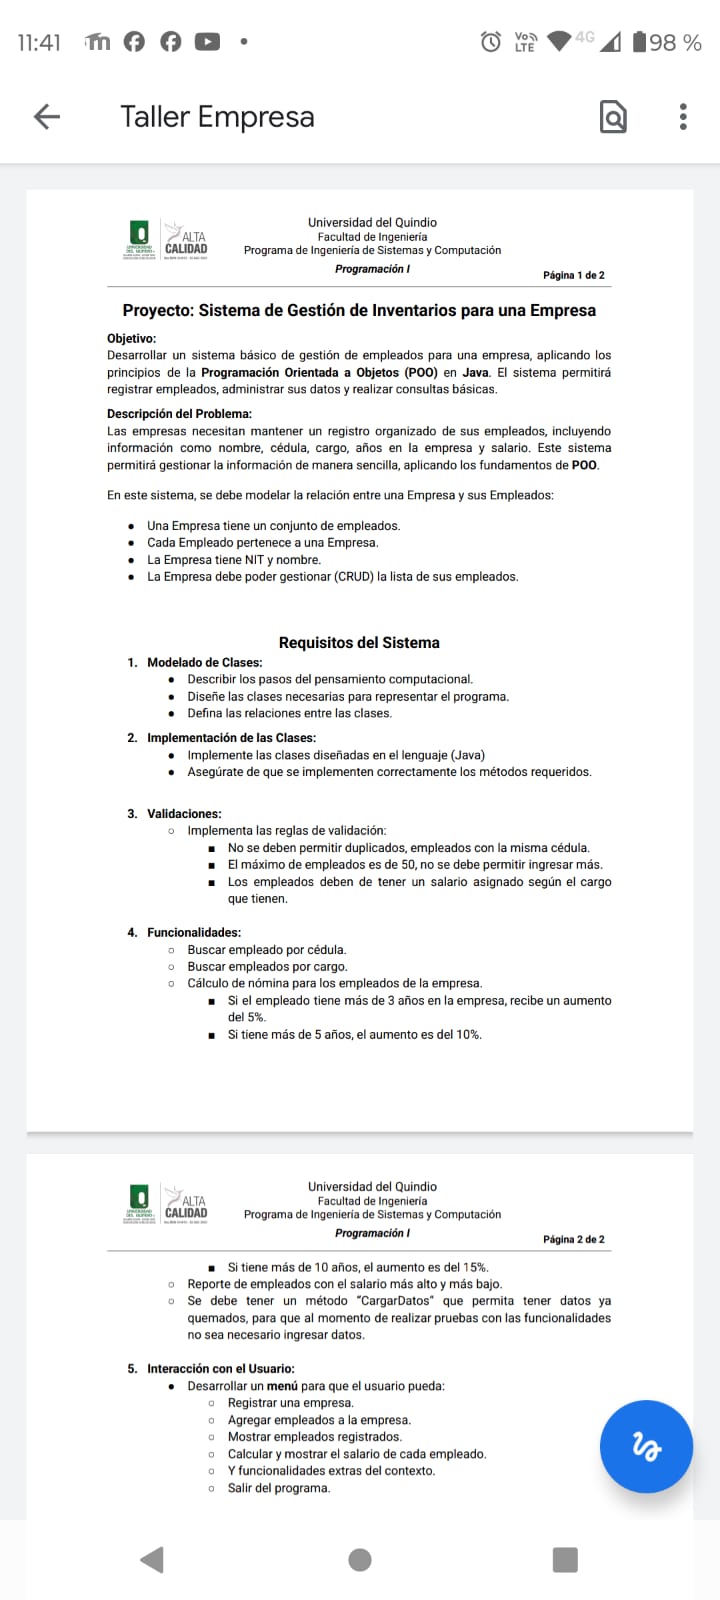 11:41
VoLTE 4G 98 %
Taller Empresa
Universidad del Quindio
Facultad de Ingeniería
ALTA CALIDAD
Programa de Ingeniería de Sistemas y Computación
Programación I
Página 1 de 2
Proyecto: Sistema de Gestión de Inventarios para una Empresa
Objetivo:
Desarrollar un sistema básico de gestión de empleados para una empresa, aplicando los
principios de la Programación Orientada a Objetos (POO) en Java. El sistema permitirá
registrar empleados, administrar sus datos y realizar consultas básicas.
Descripción del Problema:
Las empresas necesitan mantener un registro organizado de sus empleados, incluyendo
información como nombre, cédula, cargo, años en la empresa y salario. Este sistema
permitirá gestionar la información de manera sencilla, aplicando los fundamentos de POO.
En este sistema, se debe modelar la relación entre una Empresa y sus Empleados:
● Una Empresa tiene un conjunto de empleados.
● Cada Empleado pertenece a una Empresa.
● La Empresa tiene NIT y nombre.
● La Empresa debe poder gestionar (CRUD) la lista de sus empleados.
Requisitos del Sistema
1. Modelado de Clases:
● Describir los pasos del pensamiento computacional.
● Diseñe las clases necesarias para representar el programa.
● Defina las relaciones entre las clases.
2. Implementación de las Clases:
● Implemente las clases diseñadas en el lenguaje (Java)
● Asegúrate de que se implementen correctamente los métodos requeridos.
3. Validaciones:
○ Implementa las reglas de validación:
■ No se deben permitir duplicados, empleados con la misma cédula.
■ El máximo de empleados es de 50, no se debe permitir ingresar más.
■ Los empleados deben de tener un salario asignado según el cargo
que tienen.
4. Funcionalidades:
○ Buscar empleado por cédula.
○ Buscar empleados por cargo.
○ Cálculo de nómina para los empleados de la empresa.
■ Si el empleado tiene más de 3 años en la empresa, recibe un aumento
del 5%.
■ Si tiene más de 5 años, el aumento es del 10%.
Universidad del Quindio
Facultad de Ingeniería
ALTA CALIDAD
Programa de Ingeniería de Sistemas y Computación
Programación I
Página 2 de 2
■ Si tiene más de 10 años, el aumento es del 15%.
○ Reporte de empleados con el salario más alto y más bajo.
○ Se debe tener un método "CargarDatos" que permita tener datos ya
quemados, para que al momento de realizar pruebas con las funcionalidades
no sea necesario ingresar datos.
5. Interacción con el Usuario:
● Desarrollar un menú para que el usuario pueda:
○ Registrar una empresa.
○ Agregar empleados a la empresa.
○ Mostrar empleados registrados.
○ Calcular y mostrar el salario de cada empleado.
○ Y funcionalidades extras del contexto.
○ Salir del programa.